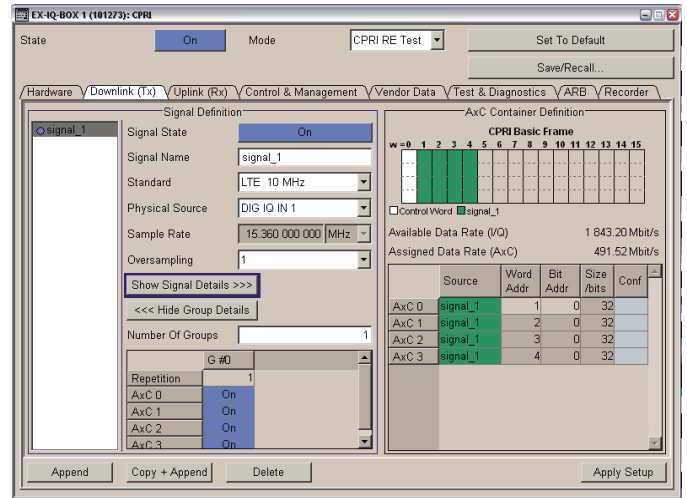 EX-IQ-BOX 1 (101273): CPRI
State On Mode CPRI RE Test Set To Default
Save/Recall...
Hardware Downlink (Tx) Uplink (Rx) Control & Management Vendor Data Test & Diagnostics ARB Recorder
Signal Definition
signal_1
Signal State On
Signal Name signal_1
Standard LTE 10 MHz
Physical Source DIG IQ IN 1
Sample Rate 15.360 000 000 MHz
Oversampling 1
Show Signal Details >>>
<<< Hide Group Details
Number Of Groups 1
G #0
Repetition 1
AxC 0 On
AxC 1 On
AxC 2 On
AxC 3 On
AxC Container Definition
CPRI Basic Frame
w =0 1 2 3 4 5 6 7 8 9 10 11 12 13 14 15
Control Word signal_1
Available Data Rate (I/Q) 1 843.20 Mbit/s
Assigned Data Rate (AxC) 491.52 Mbit/s
Source Word Addr Bit Addr Size /bits Conf
AxC 0 signal_1 1 0 32
AxC 1 signal_1 2 0 32
AxC 2 signal_1 3 0 32
AxC 3 signal_1 4 0 32
Append Copy + Append Delete Apply Setup